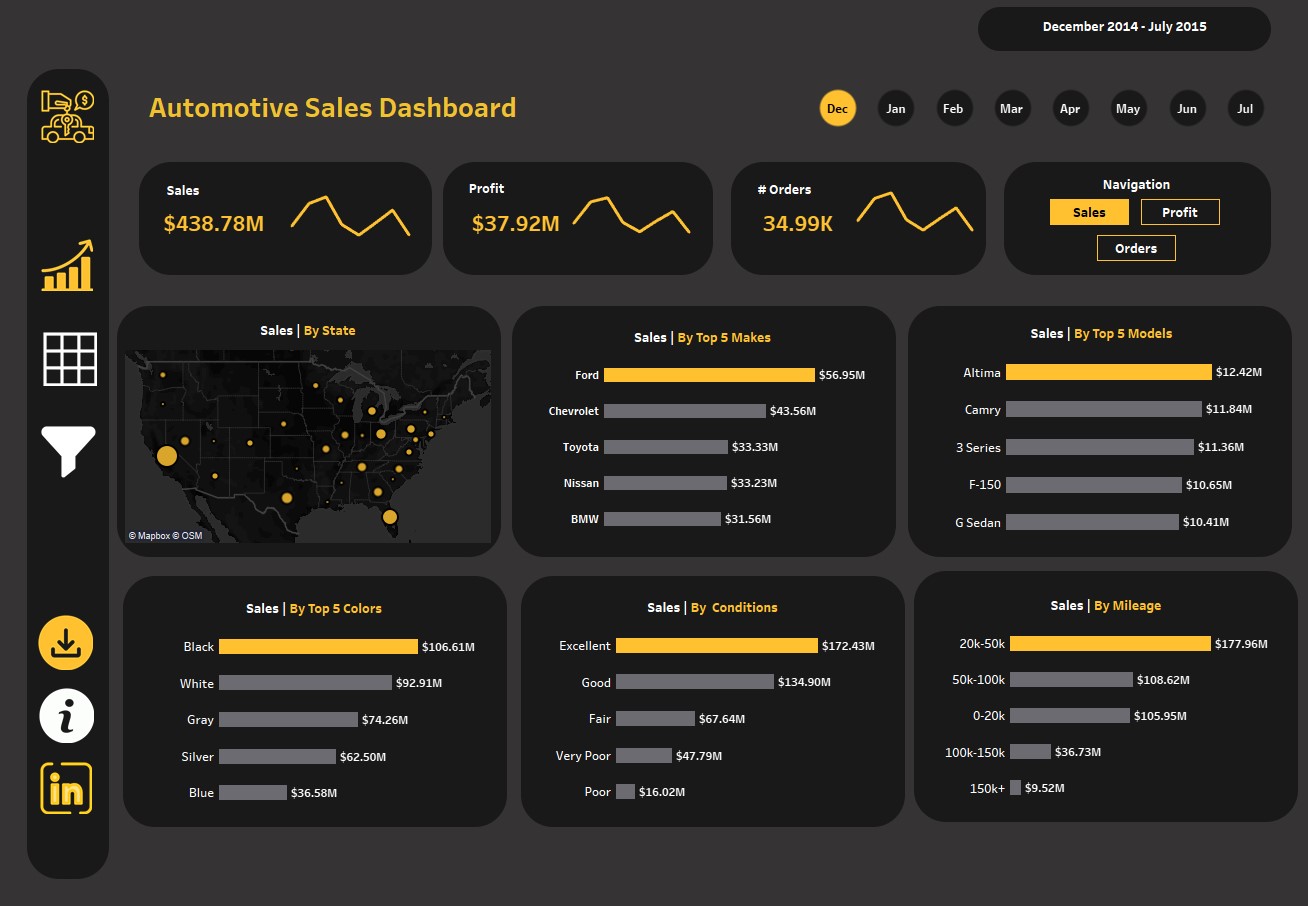 December 2014 - July 2015
Automotive Sales Dashboard
Dec Jan Feb Mar Apr May Jun Jul
$
Sales
$438.78M
Profit
$37.92M
# Orders
34.99K
Navigation
Sales Profit
Orders
Sales | By State
© Mapbox © OSM
Sales | By Top 5 Makes
Ford $56.95M
Chevrolet $43.56M
Toyota $33.33M
Nissan $33.23M
BMW $31.56M
Sales | By Top 5 Models
Altima $12.42M
Camry $11.84M
3 Series $11.36M
F-150 $10.65M
G Sedan $10.41M
Sales | By Top 5 Colors
Black $106.61M
White $92.91M
Gray $74.26M
Silver $62.50M
Blue $36.58M
Sales | By Conditions
Excellent $172.43M
Good $134.90M
Fair $67.64M
Very Poor $47.79M
Poor $16.02M
Sales | By Mileage
20k-50k $177.96M
50k-100k $108.62M
0-20k $105.95M
100k-150k $36.73M
150k+ $9.52M
i
in